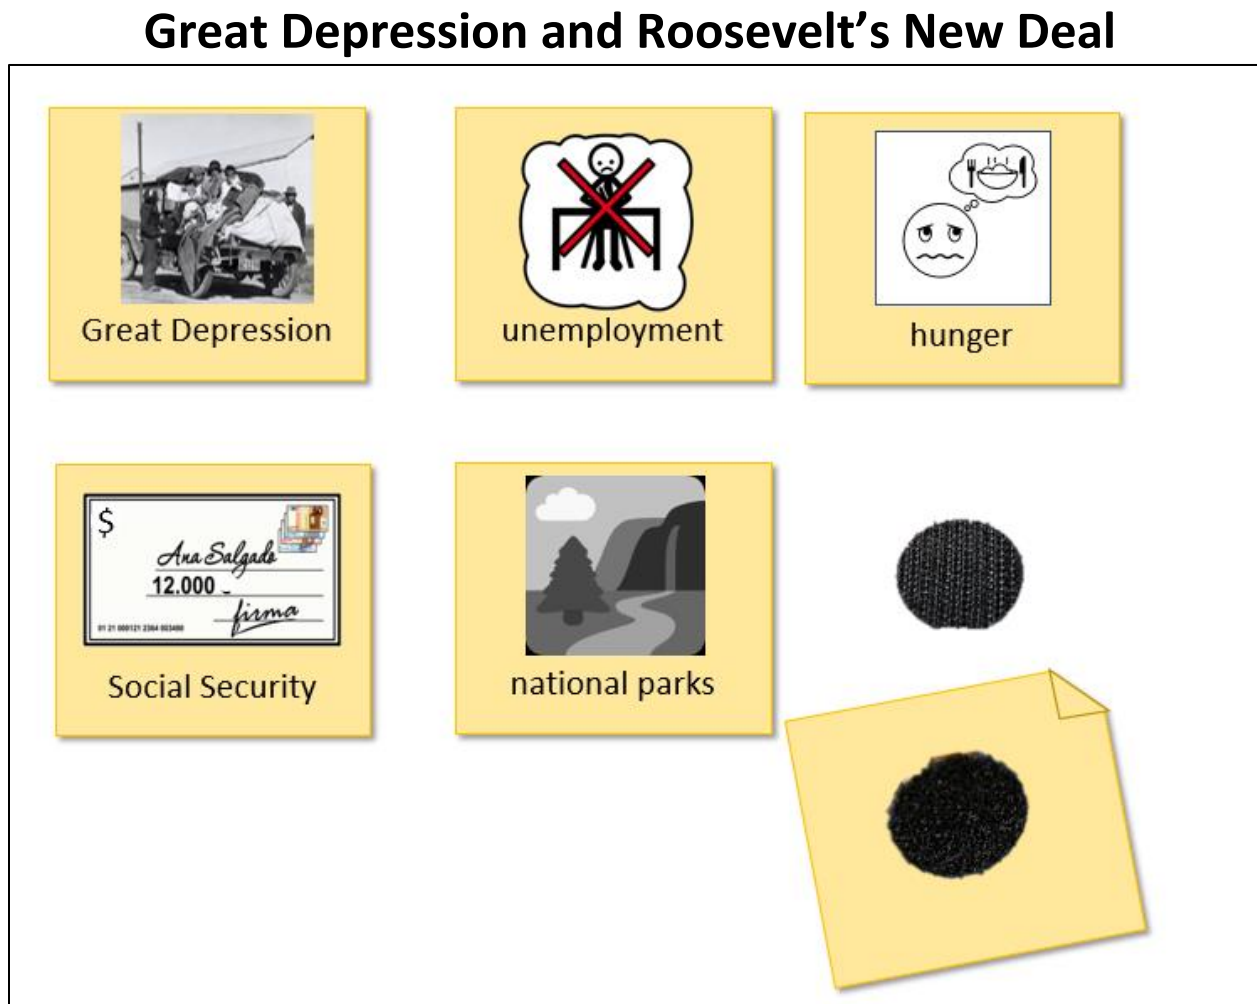 Great Depression and Roosevelt’s New Deal
Great Depression
unemployment
hunger
$
Ana Salgado
12.000
firma
Social Security
national parks